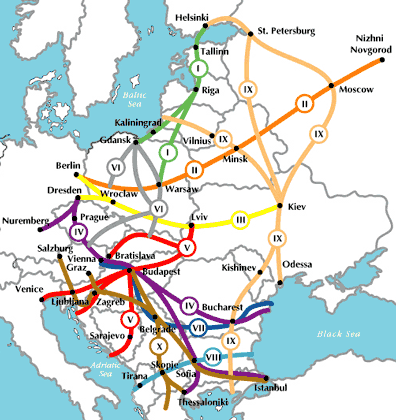 Helsinki
St. Petersburg
Nizhni
Novgorod
Tallinn
I
Riga
IX
Moscow
Baltic
Sea
II
Kaliningrad
Gdansk
Vilnius
IX
IX
Minsk
VI
I
II
Berlin
Dresden
Wroclaw
Warsaw
VI
Kiev
Nuremberg
Prague
IV
Lviv
III
V
IX
Salzburg
Vienna
Graz
Bratislava
Budapest
Kishinev
Odessa
Venice
Ljubljana
Zagreb
IV
Bucharest
V
Belgrade
VII
Black Sea
Sarajevo
X
VIII
IX
Adriatic
Sea
Skopje
Sofia
Tirana
Istanbul
Thessaloniki